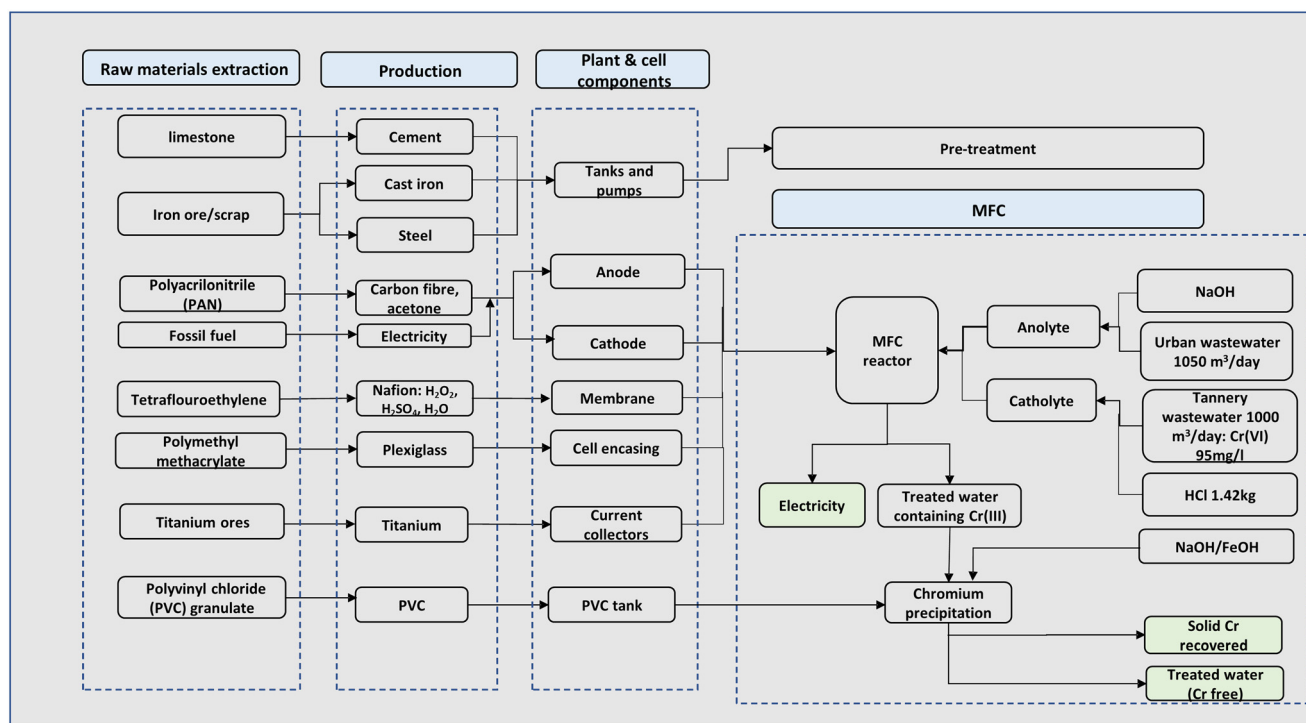 Raw materials extraction
Production
Plant & cell
components
limestone
Cement
Iron ore/scrap
Cast iron
Steel
Tanks and
pumps
Pre-treatment
MFC
Polyacrilonitrile
(PAN)
Carbon fibre,
acetone
Anode
Fossil fuel
Electricity
Cathode
Tetraflouroethylene
Nafion: H₂O₂,
H₂SO₄, H₂O
Membrane
Polymethyl
methacrylate
Plexiglass
Cell encasing
Titanium ores
Titanium
Current
collectors
Polyvinyl chloride
(PVC) granulate
PVC
PVC tank
MFC
reactor
Anolyte
NaOH
Urban wastewater
1050 m³/day
Catholyte
Tannery
wastewater 1000
m³/day: Cr(VI)
95mg/l
HCl 1.42kg
Electricity
Treated water
containing Cr(III)
NaOH/FeOH
Chromium
precipitation
Solid Cr
recovered
Treated water
(Cr free)